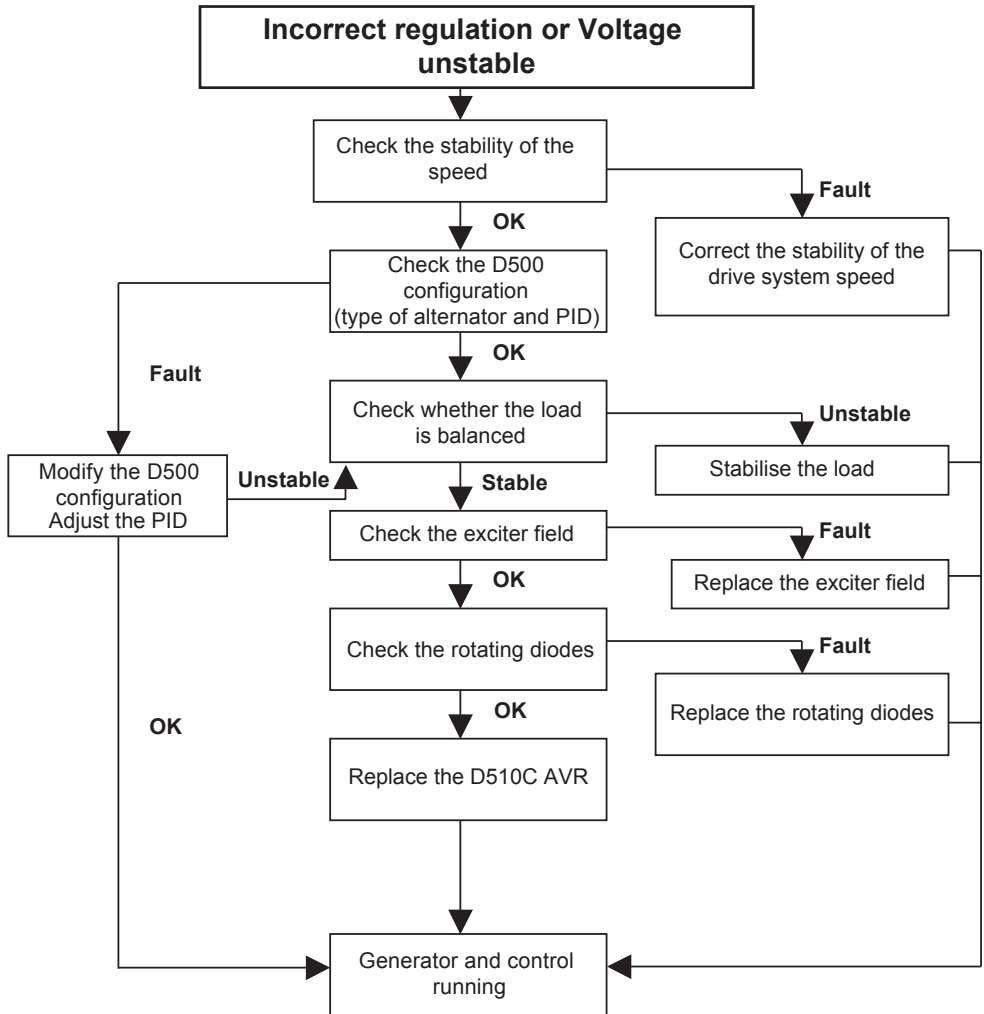 Incorrect regulation or Voltage
unstable
Check the stability of the
speed
Fault
OK
Correct the stability of the
drive system speed
Check the D500
configuration
(type of alternator and PID)
OK
Fault
Check whether the load
is balanced
Unstable
Stabilise the load
Modify the D500
configuration
Adjust the PID
Unstable
Stable
Check the exciter field
Fault
OK
Replace the exciter field
Check the rotating diodes
Fault
OK
Replace the rotating diodes
OK
Replace the D510C AVR
Generator and control
running